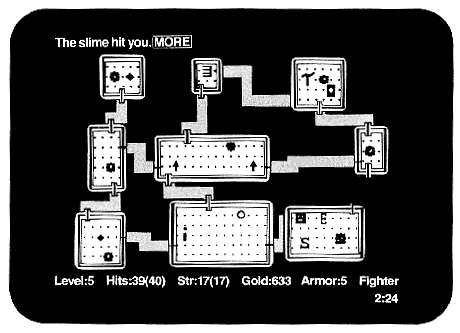 The slime hit you. MORE
E
S
Level:5 Hits:39(40) Str:17(17) Gold:633 Armor:5 Fighter
2:24